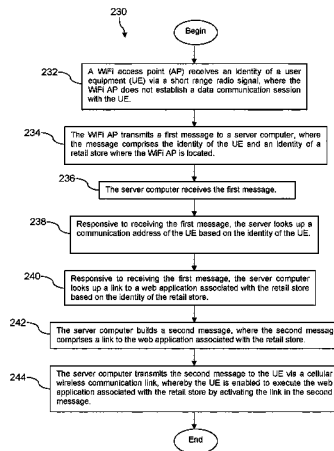 230
Begin
232
A WiFi access point (AP) receives an identity of a user
equipment (UE) via a short range radio signal, where the
WiFi AP does not establish a data communication session
with the UE.
234
The WiFi AP transmits a first message to a server computer, where
the message comprises the identity of the UE and an identity of a
retail store where the WiFi AP is located.
236
The server computer receives the first message.
238
Responsive to receiving the first message, the server looks up a
communication address of the UE based on the identity of the UE.
240
Responsive to receiving the first message, the server computer
looks up a link to a web application associated with the retail store
based on the identity of the retail store.
242
The server computer builds a second message, where the second message
comprises a link to the web application associated with the retail store.
244
The server computer transmits the second message to the UE via a cellular
wireless communication link, whereby the UE is enabled to execute the web
application associated with the retail store by activating the link in the second
message.
End